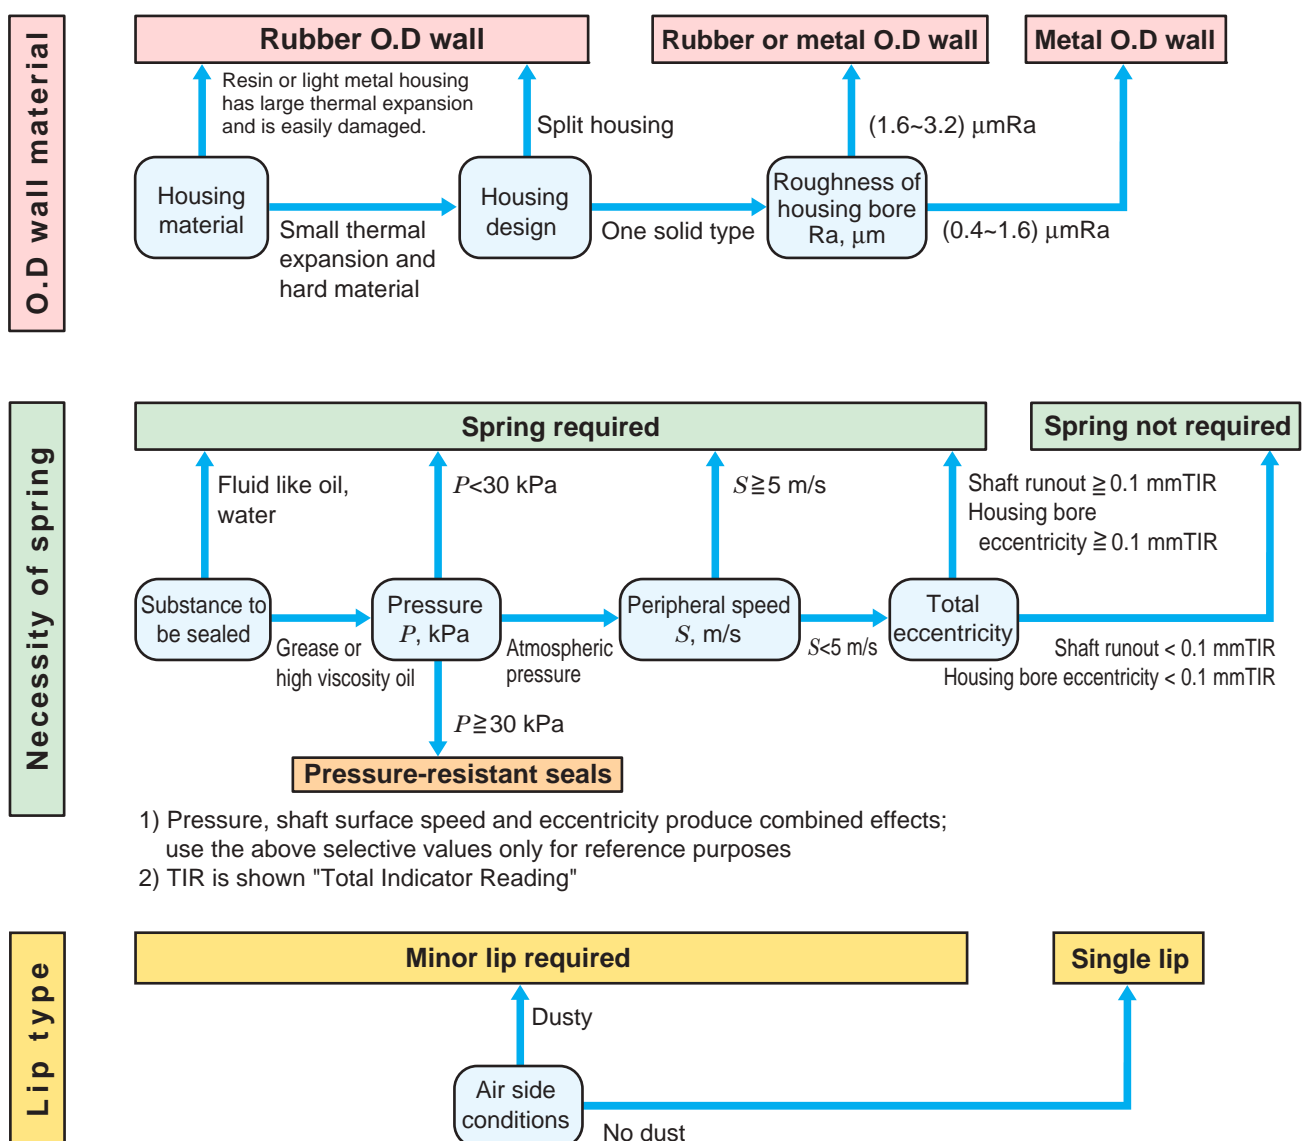 O.D wall material
Rubber O.D wall
Rubber or metal O.D wall
Metal O.D wall
Resin or light metal housing
has large thermal expansion
and is easily damaged.
Split housing
(1.6~3.2) μmRa
Housing
material
Housing
design
Roughness of
housing bore
Ra, μm
Small thermal
expansion and
hard material
One solid type
(0.4~1.6) μmRa
Necessity of spring
Spring required
Spring not required
Fluid like oil,
water
P<30 kPa
S≧5 m/s
Shaft runout ≧ 0.1 mmTIR
Housing bore
eccentricity ≧ 0.1 mmTIR
Substance to
be sealed
Pressure
P, kPa
Peripheral speed
S, m/s
Total
eccentricity
Grease or
high viscosity oil
Atmospheric
pressure
S<5 m/s
Shaft runout < 0.1 mmTIR
Housing bore eccentricity < 0.1 mmTIR
P≧30 kPa
Pressure-resistant seals
1) Pressure, shaft surface speed and eccentricity produce combined effects;
use the above selective values only for reference purposes
2) TIR is shown "Total Indicator Reading"
Lip type
Minor lip required
Single lip
Dusty
Air side
conditions
No dust